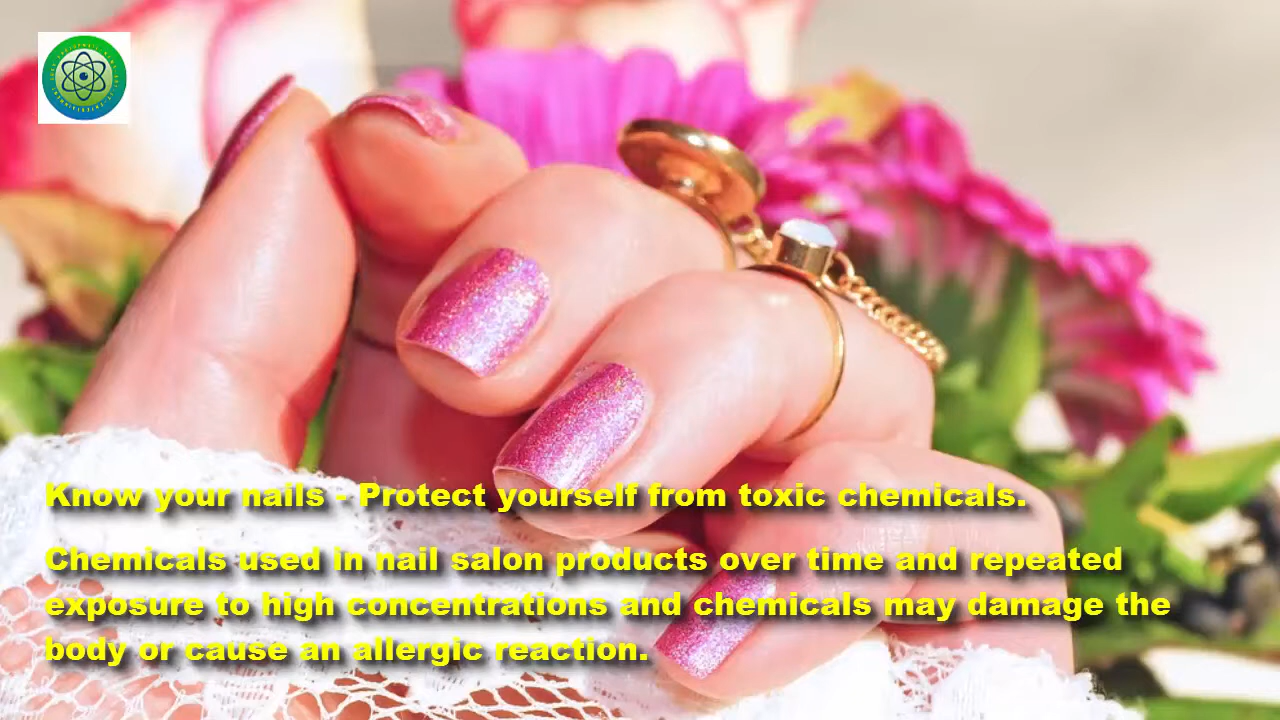 Know your nails - Protect yourself from toxic chemicals.
Chemicals used in nail salon products over time and repeated
exposure to high concentrations and chemicals may damage the
body or cause an allergic reaction.